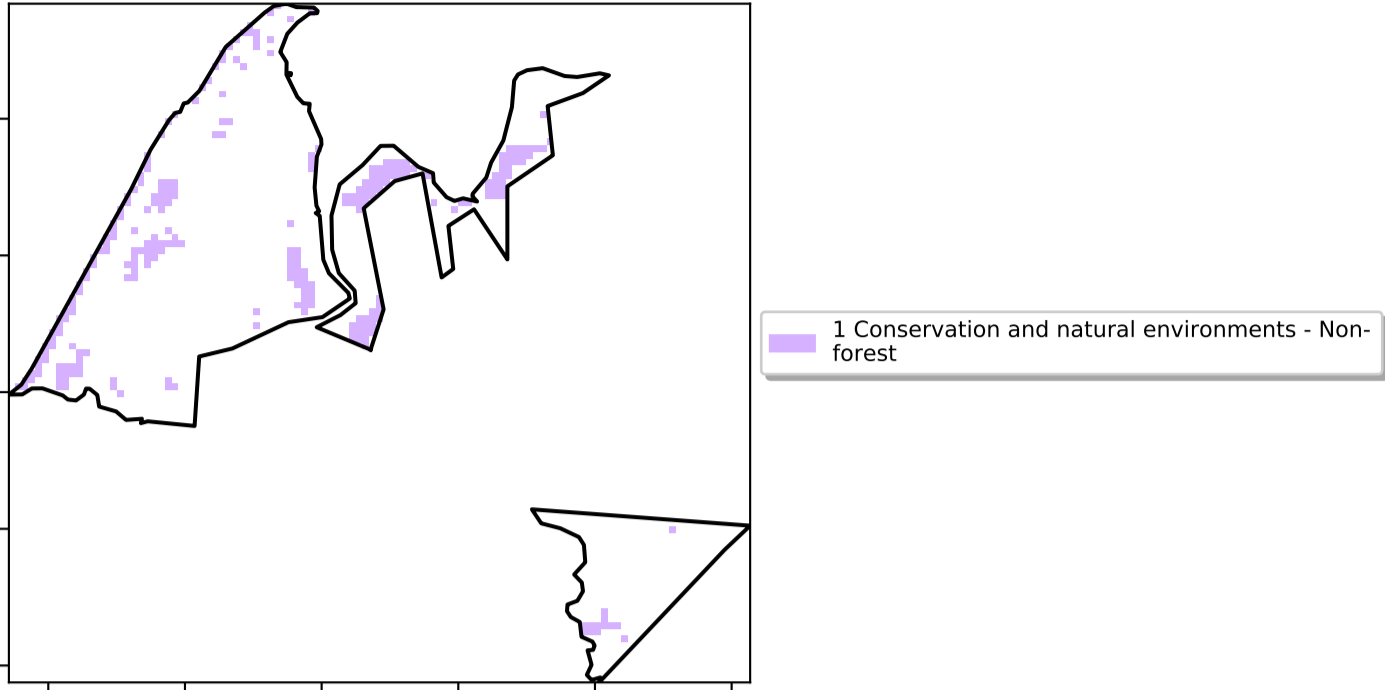 1 Conservation and natural environments - Non-
forest